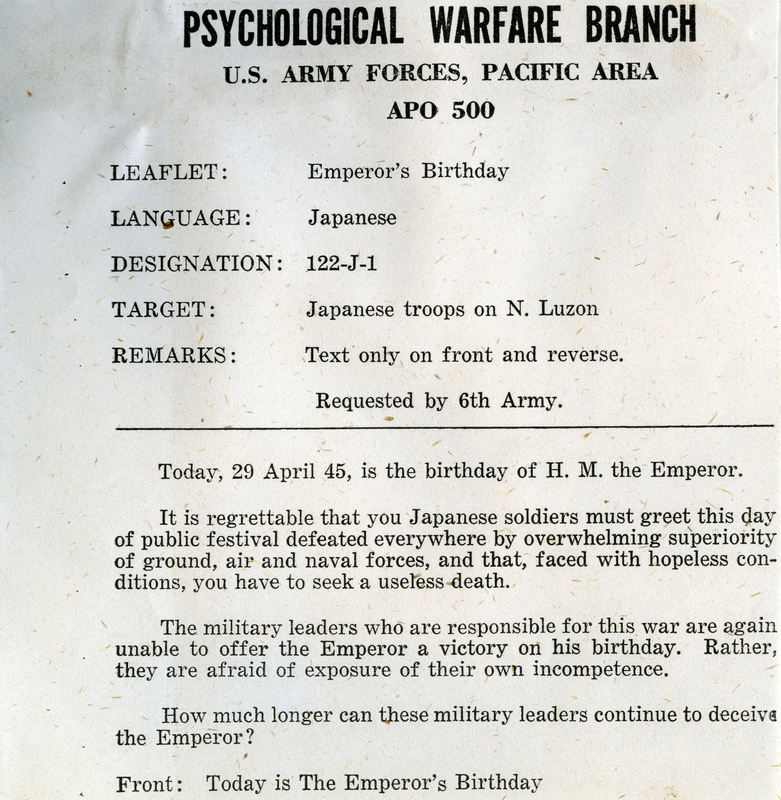 PSYCHOLOGICAL WARFARE BRANCH
U.S. ARMY FORCES, PACIFIC AREA
APO 500
LEAFLET: Emperor's Birthday
LANGUAGE: Japanese
DESIGNATION: 122-J-1
TARGET: Japanese troops on N. Luzon
REMARKS: Text only on front and reverse.
Requested by 6th Army.
Today, 29 April 45, is the birthday of H. M. the Emperor.
It is regrettable that you Japanese soldiers must greet this day
of public festival defeated everywhere by overwhelming superiority
of ground, air and naval forces, and that, faced with hopeless con-
ditions, you have to seek a useless death.
The military leaders who are responsible for this war are again
unable to offer the Emperor a victory on his birthday. Rather,
they are afraid of exposure of their own incompetence.
How much longer can these military leaders continue to deceive
the Emperor?
Front: Today is The Emperor's Birthday